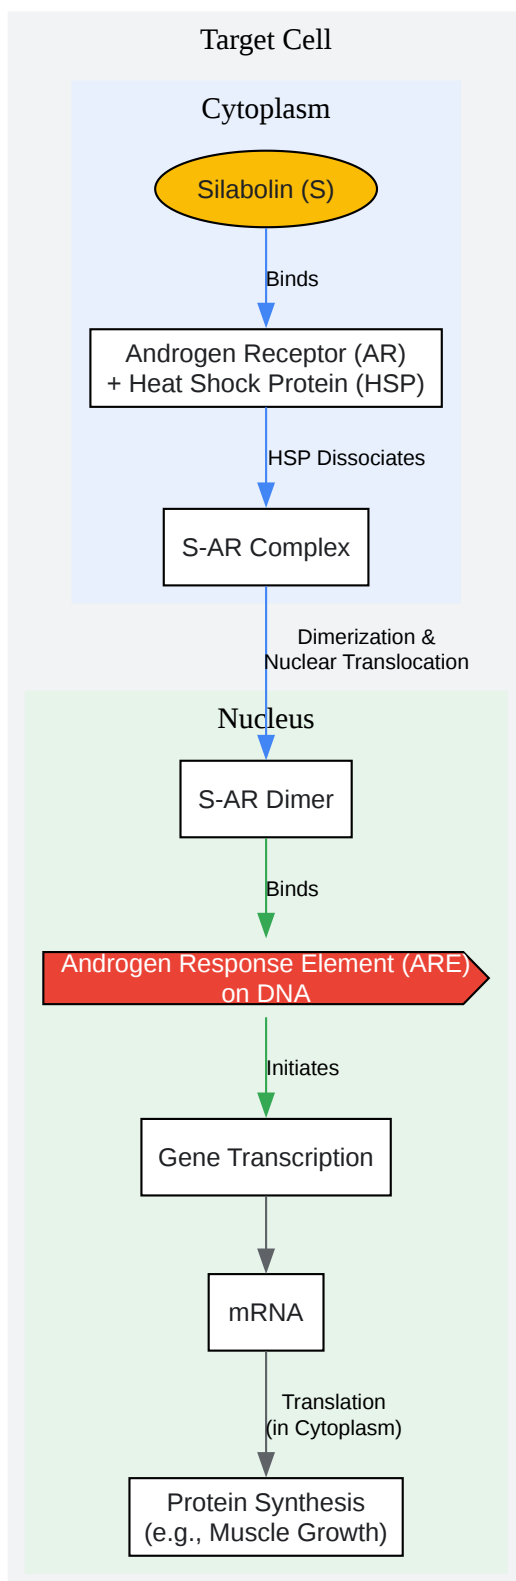 Target Cell
Cytoplasm
Silabolin (S)
Binds
Androgen Receptor (AR)
+ Heat Shock Protein (HSP)
HSP Dissociates
S-AR Complex
Dimerization &
Nuclear Translocation
Nucleus
S-AR Dimer
Binds
Androgen Response Element (ARE)
on DNA
Initiates
Gene Transcription
mRNA
Translation
(in Cytoplasm)
Protein Synthesis
(e.g., Muscle Growth)